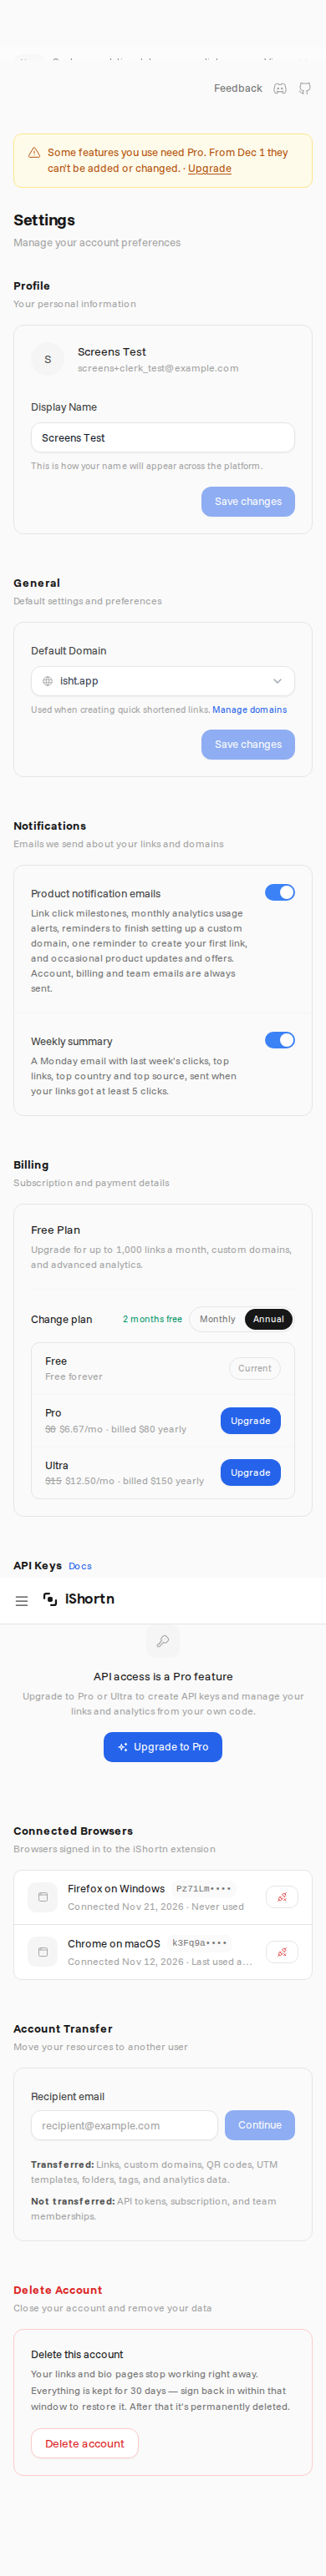 Feedback
Some features you use need Pro. From Dec 1 they
can't be added or changed. · Upgrade
Settings
Manage your account preferences
Profile
Your personal information
S
Screens Test
screens+clerk_test@example.com
Display Name
Screens Test
This is how your name will appear across the platform.
Save changes
General
Default settings and preferences
Default Domain
isht.app
Used when creating quick shortened links. Manage domains
Save changes
Notifications
Emails we send about your links and domains
Product notification emails
Link click milestones, monthly analytics usage
alerts, reminders to finish setting up a custom
domain, one reminder to create your first link,
and occasional product updates and offers.
Account, billing and team emails are always
sent.
Weekly summary
A Monday email with last week's clicks, top
links, top country and top source, sent when
your links got at least 5 clicks.
Billing
Subscription and payment details
Free Plan
Upgrade for up to 1,000 links a month, custom domains,
and advanced analytics.
Change plan
2 months free
Monthly
Annual
Free
Free forever
Current
Pro
$8 $6.67/mo · billed $80 yearly
Upgrade
Ultra
$15 $12.50/mo · billed $150 yearly
Upgrade
API Keys Docs
iShortn
API access is a Pro feature
Upgrade to Pro or Ultra to create API keys and manage your
links and analytics from your own code.
Upgrade to Pro
Connected Browsers
Browsers signed in to the iShortn extension
Firefox on Windows Pz71Lm••••
Connected Nov 21, 2026 · Never used
Chrome on macOS k3Fq9a••••
Connected Nov 12, 2026 · Last used a...
Account Transfer
Move your resources to another user
Recipient email
recipient@example.com
Continue
Transferred: Links, custom domains, QR codes, UTM
templates, folders, tags, and analytics data.
Not transferred: API tokens, subscription, and team
memberships.
Delete Account
Close your account and remove your data
Delete this account
Your links and bio pages stop working right away.
Everything is kept for 30 days — sign back in within that
window to restore it. After that it's permanently deleted.
Delete account